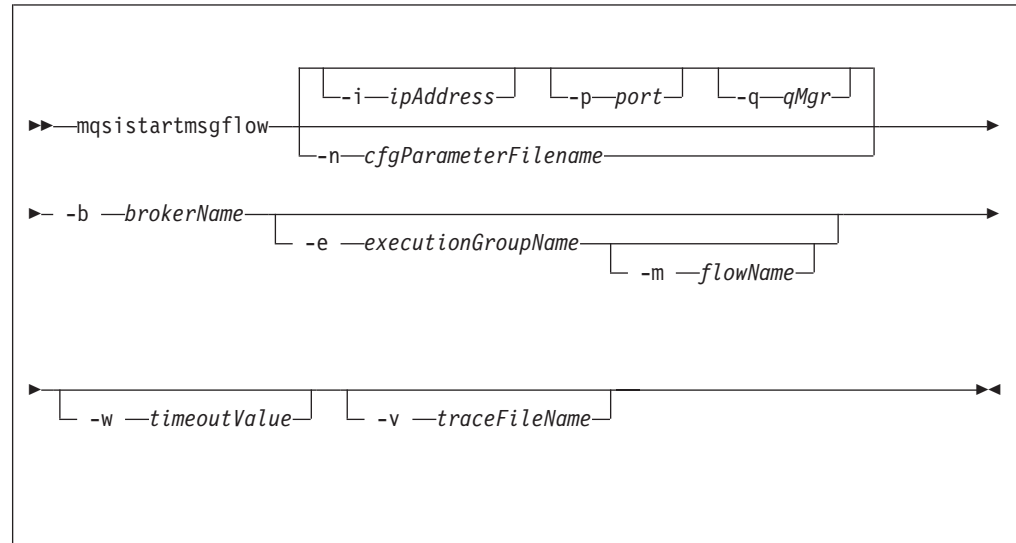 -i ipAddress -p port -q qMgr
mqsistartmsgflow
-n cfgParameterFilename
-b brokerName
-e executionGroupName
-m flowName
-w timeoutValue -v traceFileName